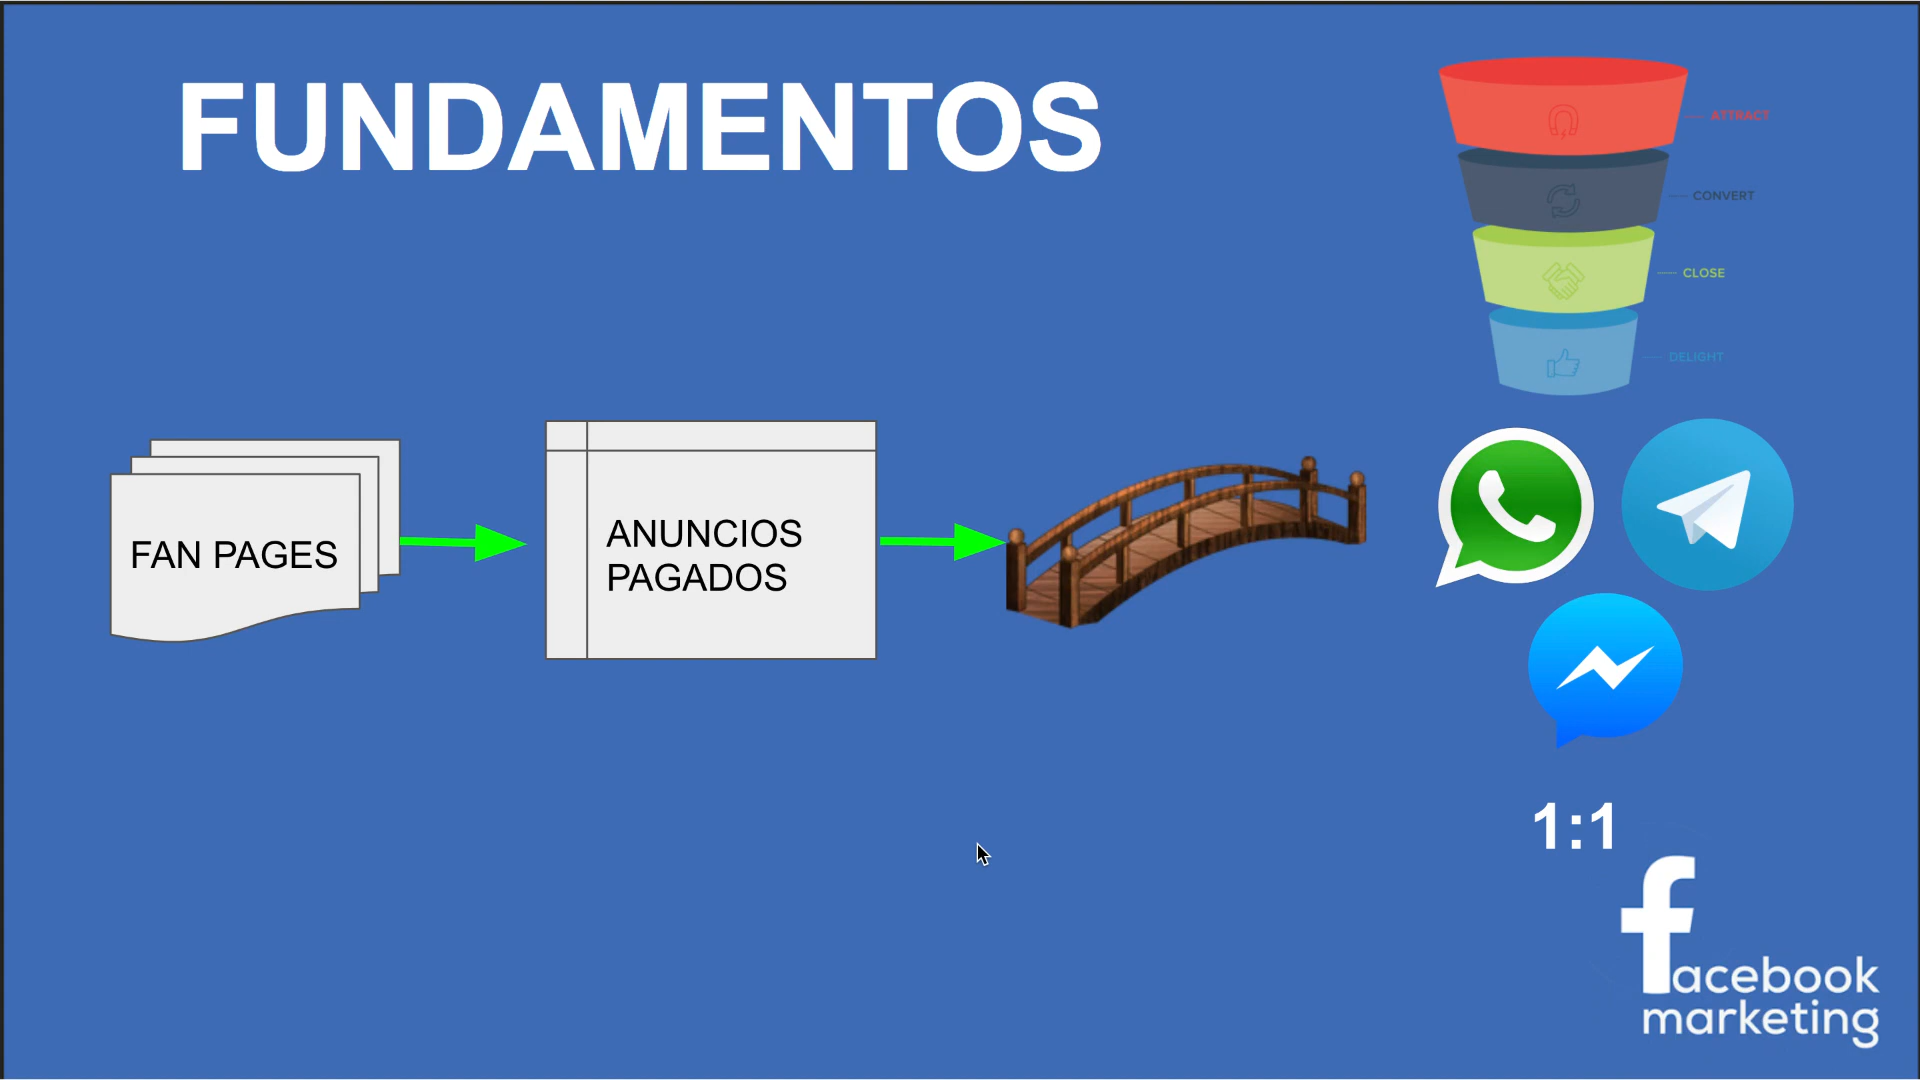 FUNDAMENTOS
ATTRACT
CONVERT
CLOSE
DELIGHT
FAN PAGES
ANUNCIOS
PAGADOS
1:1
facebook
marketing